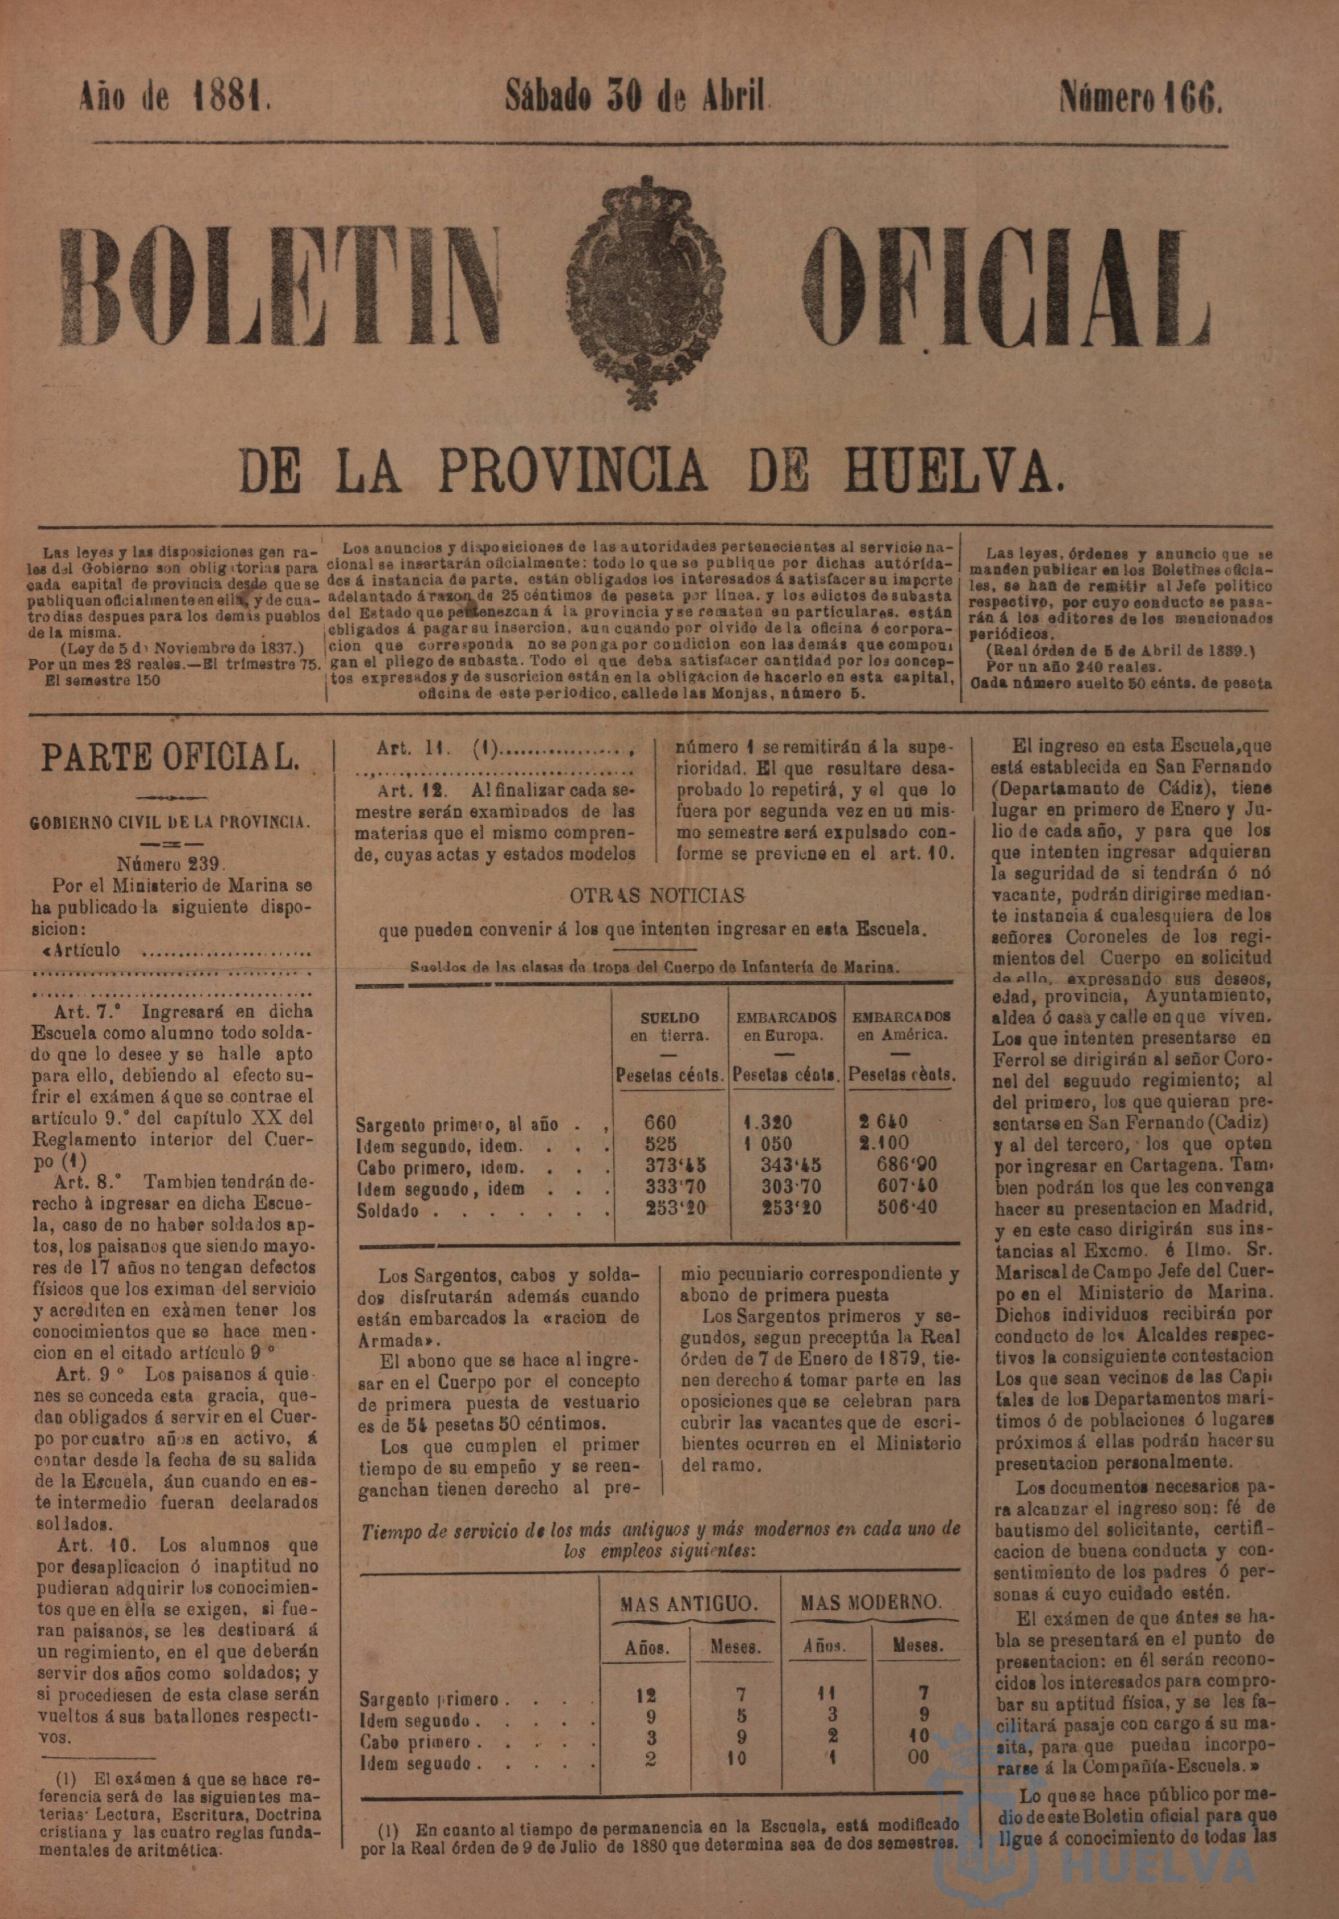 Año de 1881.
Sábado 30 de Abril
Número 166.
BOLETIN OFICIAL
DE LA PROVINCIA DE HUELVA.
Las leyes y las disposiciones gen ra-
les del Gobierno son obligatorias para
cada capital de provincia desde que se
publiquen oficialmente en ella, y de cua-
tro dias despues para los demás pueblos
de la misma.
(Ley de 5 de Noviembre de 1837.)
Por un mes 28 reales.—El trimestre 75.
El semestre 150
Los anuncios y disposiciones de las autoridades pertenecientes al servicio na-
cional se insertarán oficialmente: todo lo que se publique por dichas autorida-
des á instancia de parte, están obligados los interesados á satisfacer su importe
adelantado á razon de 25 céntimos de peseta por línea. y los edictos de subasta
del Estado que pertenezcan á la provincia y se rematen en particulares. están
obligados á pagar su insercion, aun cuando por olvido de la oficina ó corpora-
cion que corresponda no se ponga por condicion con las demás que compon
gan el pliego de subasta. Todo el que deba satisfacer cantidad por los concep-
tos expresados y de suscricion están en la obligacion de hacerlo en esta capital,
oficina de este periodico, calle de las Monjas, número 5.
Las leyes, órdenes y anuncio que se
manden publicar en los Boletines oficia-
les, se han de remitir al Jefe politico
respectivo, por cuyo conducto se pasa-
rán á los editores de los mencionados
periódicos.
(Real órden de 5 de Abril de 1839.)
Por un año 240 reales.
Cada número suelto 50 cénts. de peseta
PARTE OFICIAL.
GOBIERNO CIVIL DE LA PROVINCIA.
Número 239.
Por el Ministerio de Marina se
ha publicado la siguiente dispo-
sicion:
«Artículo ......................
....................................
....................................
Art. 7.° Ingresará en dicha
Escuela como alumno todo solda-
do que lo desee y se halle apto
para ello, debiendo al efecto su-
frir el exámen á que se contrae el
artículo 9.° del capítulo XX del
Reglamento interior del Cuer-
po (1)
Art. 8.° Tambien tendrán de-
recho á ingresar en dicha Escue-
la, caso de no haber soldados ap-
tos, los paisanos que siendo mayo-
res de 17 años no tengan defectos
físicos que los eximan del servicio
y acrediten en exàmen tener los
conocimientos que se hace men-
cion en el citado artículo 9 °
Art. 9 ° Los paisanos á quie-
nes se conceda esta gracia, que-
dan obligados á servir en el Cuer-
po por cuatro años en activo, á
contar desde la fecha de su salida
de la Escuela, áun cuando en es-
te intermedio fueran declarados
soldados.
Art. 10. Los alumnos que
por desaplicacion ó inaptitud no
pudieran adquirir los conocimien-
tos que en ella se exigen, si fue-
ran paisanos, se les destinará á
un regimiento, en el que deberán
servir dos años como soldados; y
si procediesen de esta clase serán
vueltos á sus batallones respecti-
vos.
(1) El exámen á que se hace re-
ferencia será de las siguientes ma-
terias: Lectura, Escritura, Doctrina
cristiana y las cuatro reglas funda-
mentales de aritmética.
Art. 11. (1)..................,
....................................
Art. 12. Al finalizar cada se-
mestre serán examinados de las
materias que el mismo compren-
de, cuyas actas y estados modelos
número 1 se remitirán á la supe-
rioridad. El que resultare desa-
probado lo repetirá, y el que lo
fuera por segunda vez en un mis-
mo semestre será expulsado con-
forme se previene en el art. 10.
OTRAS NOTICIAS
que pueden convenir á los que intenten ingresar en esta Escuela.
Sueldos de las clases de tropa del Cuerpo de Infantería de Marina.
SUELDO EMBARCADOS EMBARCADOS
en tierra. en Europa. en América.
Pesetas cénts. Pesetas cénts. Pesetas cènts.
Sargento primero, al año . , 660 1.320 2 640
Idem segundo, idem. . . . 525 1 050 2.100
Cabo primero, idem. . . . 373'45 343'45 686'90
Idem segundo, idem . . . 333'70 303·70 607'40
Soldado . . . . . . . 253'20 253'20 506'40
Los Sargentos, cabos y solda-
dos disfrutarán además cuando
están embarcados la «racion de
Armada».
El abono que se hace al ingre-
sar en el Cuerpo por el concepto
de primera puesta de vestuario
es de 54 pesetas 50 céntimos.
Los que cumplen el primer
tiempo de su empeño y se reen-
ganchan tienen derecho al pre-
mio pecuniario correspondiente y
abono de primera puesta
Los Sargentos primeros y se-
gundos, segun preceptúa la Real
órden de 7 de Enero de 1879, tie-
nen derecho á tomar parte en las
oposiciones que se celebran para
cubrir las vacantes que de escri-
bientes ocurren en el Ministerio
del ramo.
Tiempo de servicio de los más antiguos y más modernos en cada uno de
los empleos siguientes:
MAS ANTIGUO. MAS MODERNO.
Años. Meses. Años. Meses.
Sargento primero . . . . 12 7 11 7
Idem segundo . . . . . 9 5 3 9
Cabo primero . . . . . 3 9 2 10
Idem segundo . . . . . 2 10 1 00
(1) En cuanto al tiempo de permanencia en la Escuela, está modificado
por la Real órden de 9 de Julio de 1880 que determina sea de dos semestres.
El ingreso en esta Escuela, que
está establecida en San Fernando
(Departamanto de Cádiz), tiene
lugar en primero de Enero y Ju-
lio de cada año, y para que los
que intenten ingresar adquieran
la seguridad de si tendrán ó nó
vacante, podrán dirigirse median-
te instancia á cualesquiera de los
señores Coroneles de los regi-
mientos del Cuerpo en solicitud
de ello, expresando sus deseos,
edad, provincia, Ayuntamiento,
aldea ó casa y calle en que viven.
Los que intenten presentarse en
Ferrol se dirigirán al señor Coro-
nel del segundo regimiento; al
del primero, los que quieran pre-
sentarse en San Fernando (Cadiz)
y al del tercero, los que opten
por ingresar en Cartagena. Tam-
bien podrán los que les convenga
hacer su presentacion en Madrid,
y en este caso dirigirán sus ins-
tancias al Excmo. é Ilmo. Sr.
Mariscal de Campo Jefe del Cuer-
po en el Ministerio de Marina.
Dichos individuos recibirán por
conducto de los Alcaldes respec-
tivos la consiguiente contestacion
Los que sean vecinos de las Capi-
tales de los Departamentos marí-
timos ó de poblaciones ó lugares
próximos á ellas podrán hacer su
presentacion personalmente.
Los documentos necesarios pa-
ra alcanzar el ingreso son: fé de
bautismo del solicitante, certifi-
cacion de buena conducta y con-
sentimiento de los padres ó per-
sonas á cuyo cuidado estén.
El exámen de que ántes se ha-
bla se presentará en el punto de
presentacion: en él serán recono-
cidos los interesados para compro-
bar su aptitud física, y se les fa-
cilitará pasaje con cargo á su ma-
sita, para que puedan incorpo-
rarse á la Compañía-Escuela.»
Lo que se hace público por me-
dio de este Boletin oficial para que
llgue á conocimiento de todas las
HUELVA